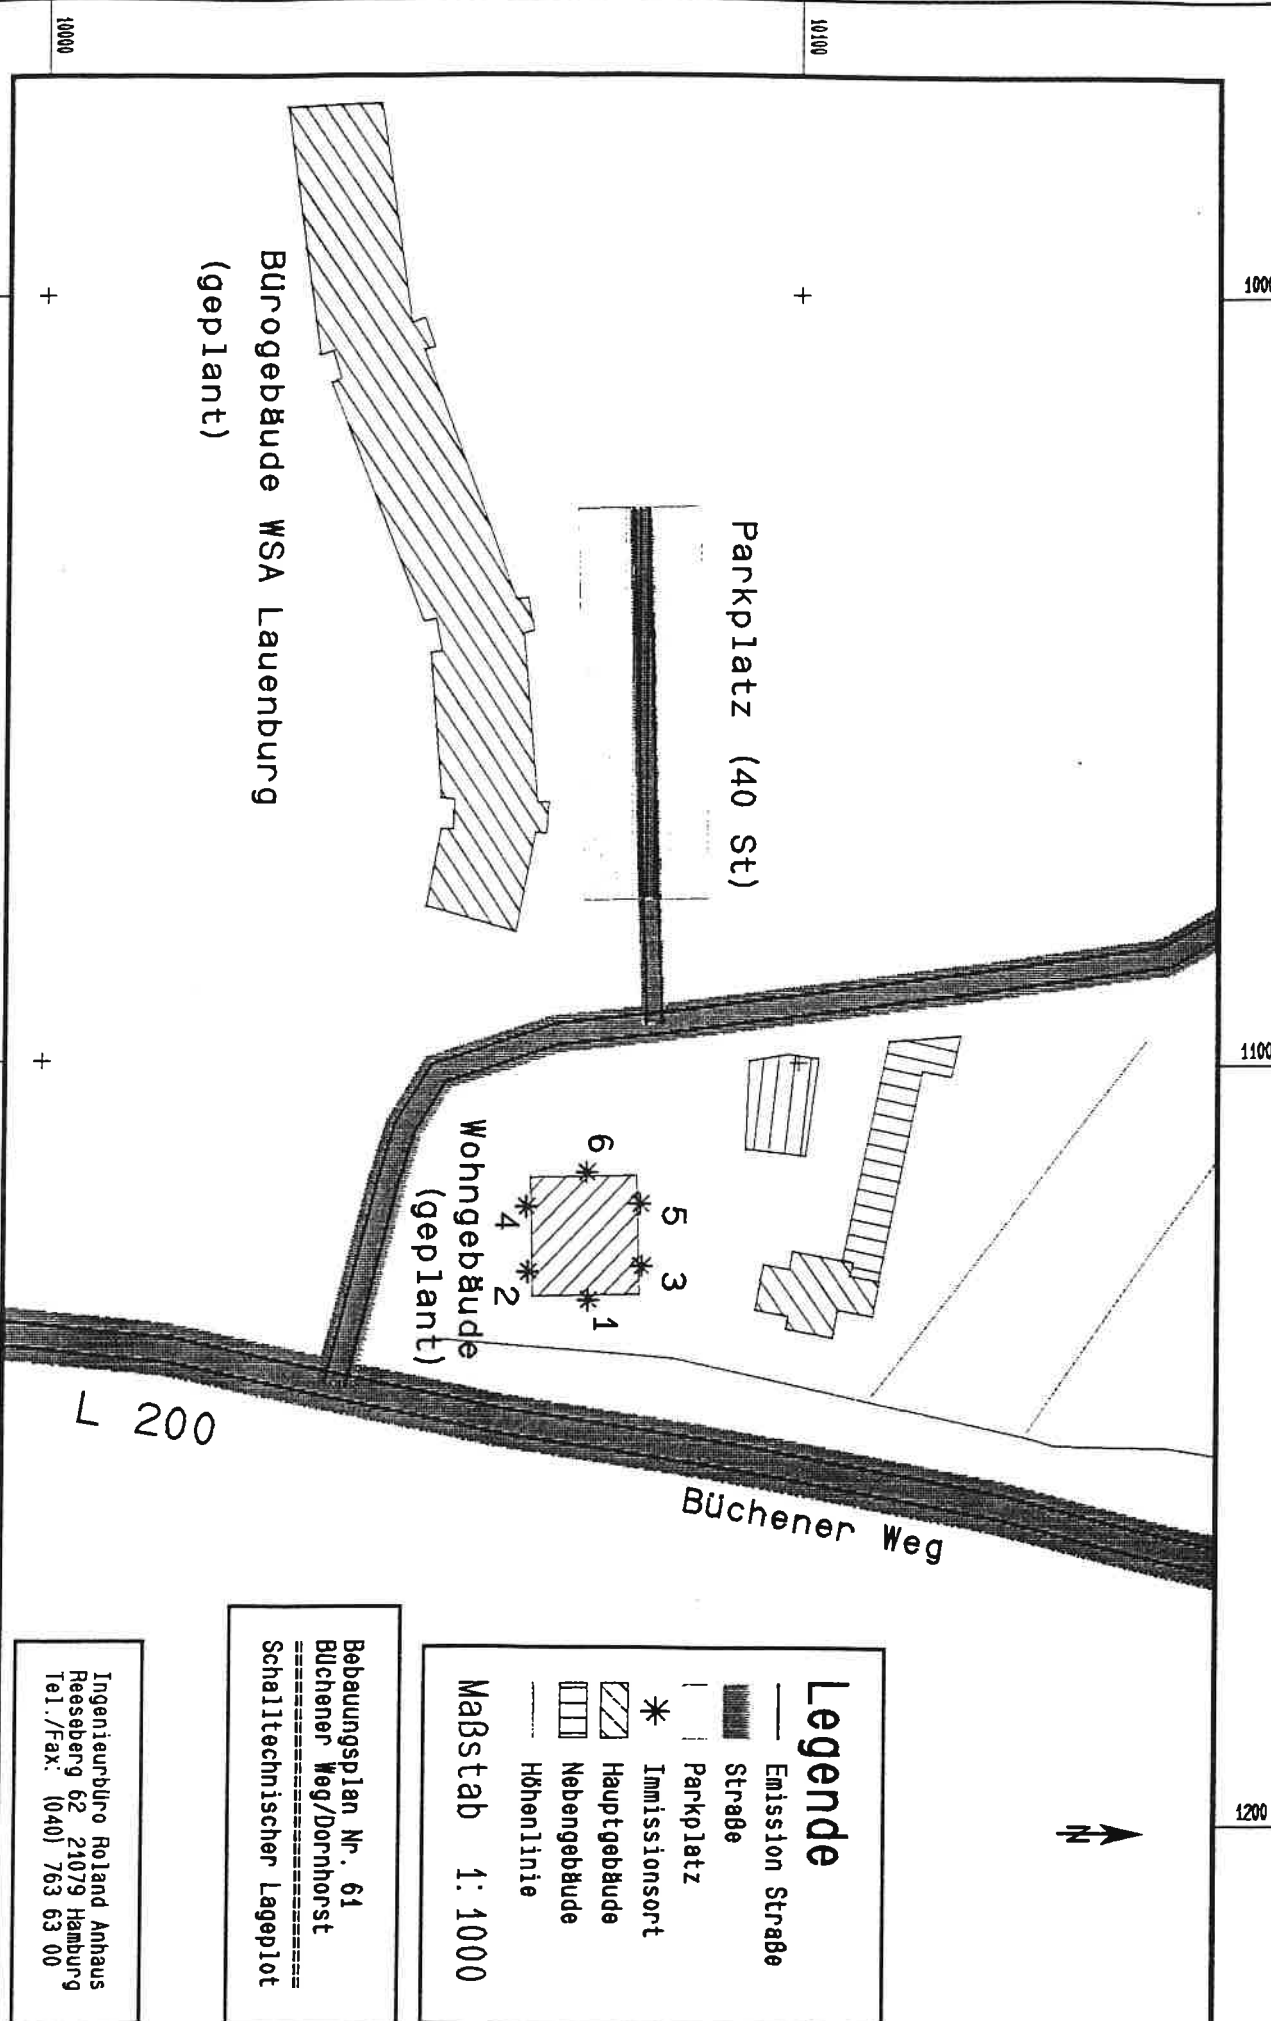 10000
10100
1000
1100
1200
Bürogebäude WSA Lauenburg
(geplant)
Parkplatz (40 St)
Wohngebäude
(geplant)
6
5
4
3
2
1
L 200
Büchener Weg
N
Legende
Emission Straße
Straße
Parkplatz
Immissionsort
Hauptgebäude
Nebengebäude
Höhenlinie
Maßstab 1: 1000
Bebauungsplan Nr. 61
Büchener Weg/Dornhorst
==============================
Schalltechnischer Lageplot
Ingenieurbüro Roland Anhaus
Reeseberg 62 21079 Hamburg
Tel./Fax: (040) 763 63 00